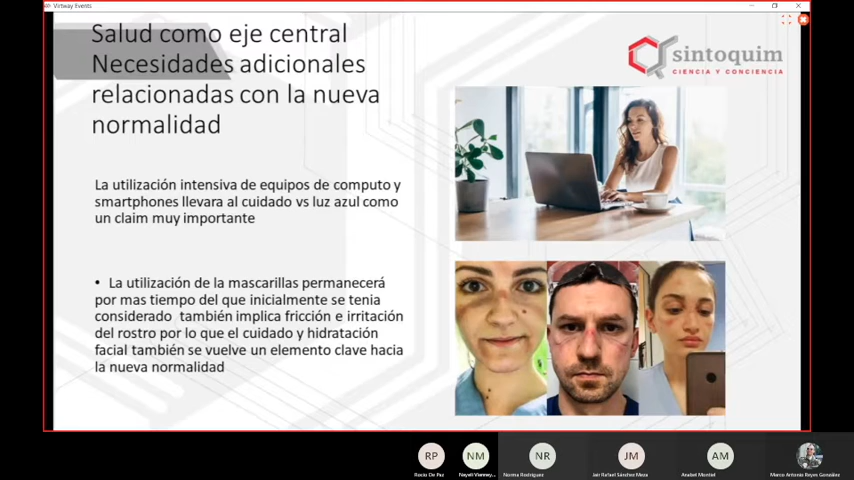 Virtway Events
Salud como eje central
Necesidades adicionales
relacionadas con la nueva
normalidad
sintoquim
CIENCIA Y CONCIENCIA
La utilización intensiva de equipos de computo y
smartphones llevara al cuidado vs luz azul como
un claim muy importante
• La utilización de la mascarillas permanecerá
por mas tiempo del que inicialmente se tenia
considerado también implica fricción e irritación
del rostro por lo que el cuidado y hidratación
facial también se vuelve un elemento clave hacia
la nueva normalidad
RP
NM
NR
JM
AM
Rocio De Paz
Neyeli Vianney...
Norma Rodriguez
Jair Rafael Sánchez Meza
Anabel Montiel
Marco Antonio Reyes González